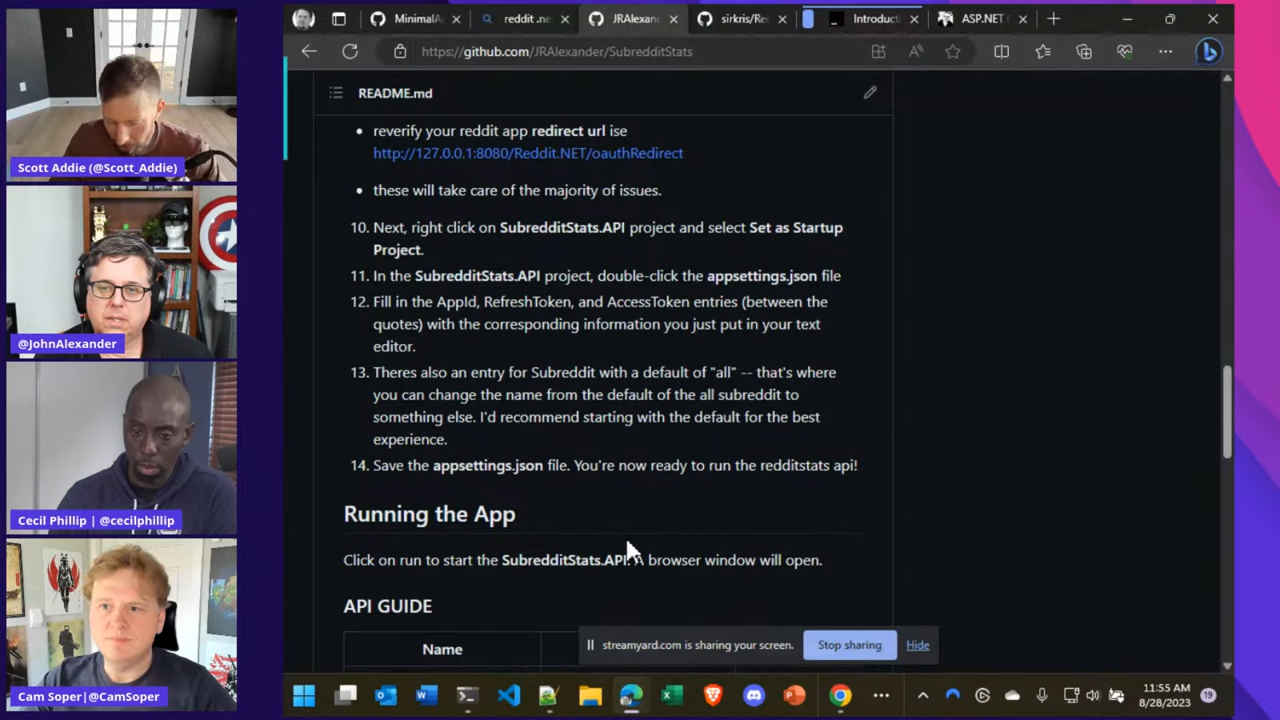 MinimalA
reddit .ne
JRAlexan
sirkris/Re
Introducti
ASP.NET
https://github.com/JRAlexander/SubredditStats
README.md
reverify your reddit app redirect url ise
http://127.0.0.1:8080/Reddit.NET/oauthRedirect
these will take care of the majority of issues.
10. Next, right click on SubredditStats.API project and select Set as Startup
Project.
11. In the SubredditStats.API project, double-click the appsettings.json file
12. Fill in the AppId, RefreshToken, and AccessToken entries (between the
quotes) with the corresponding information you just put in your text
editor.
13. Theres also an entry for Subreddit with a default of "all" -- that's where
you can change the name from the default of the all subreddit to
something else. I'd recommend starting with the default for the best
experience.
14. Save the appsettings.json file. You're now ready to run the redditstats api!
Running the App
Click on run to start the SubredditStats.API. A browser window will open.
API GUIDE
Name
streamyard.com is sharing your screen.
Stop sharing
Hide
11:55 AM
8/28/2023
19
Scott Addie (@Scott_Addie)
@JohnAlexander
Cecil Phillip | @cecilphillip
Cam Soper|@CamSoper